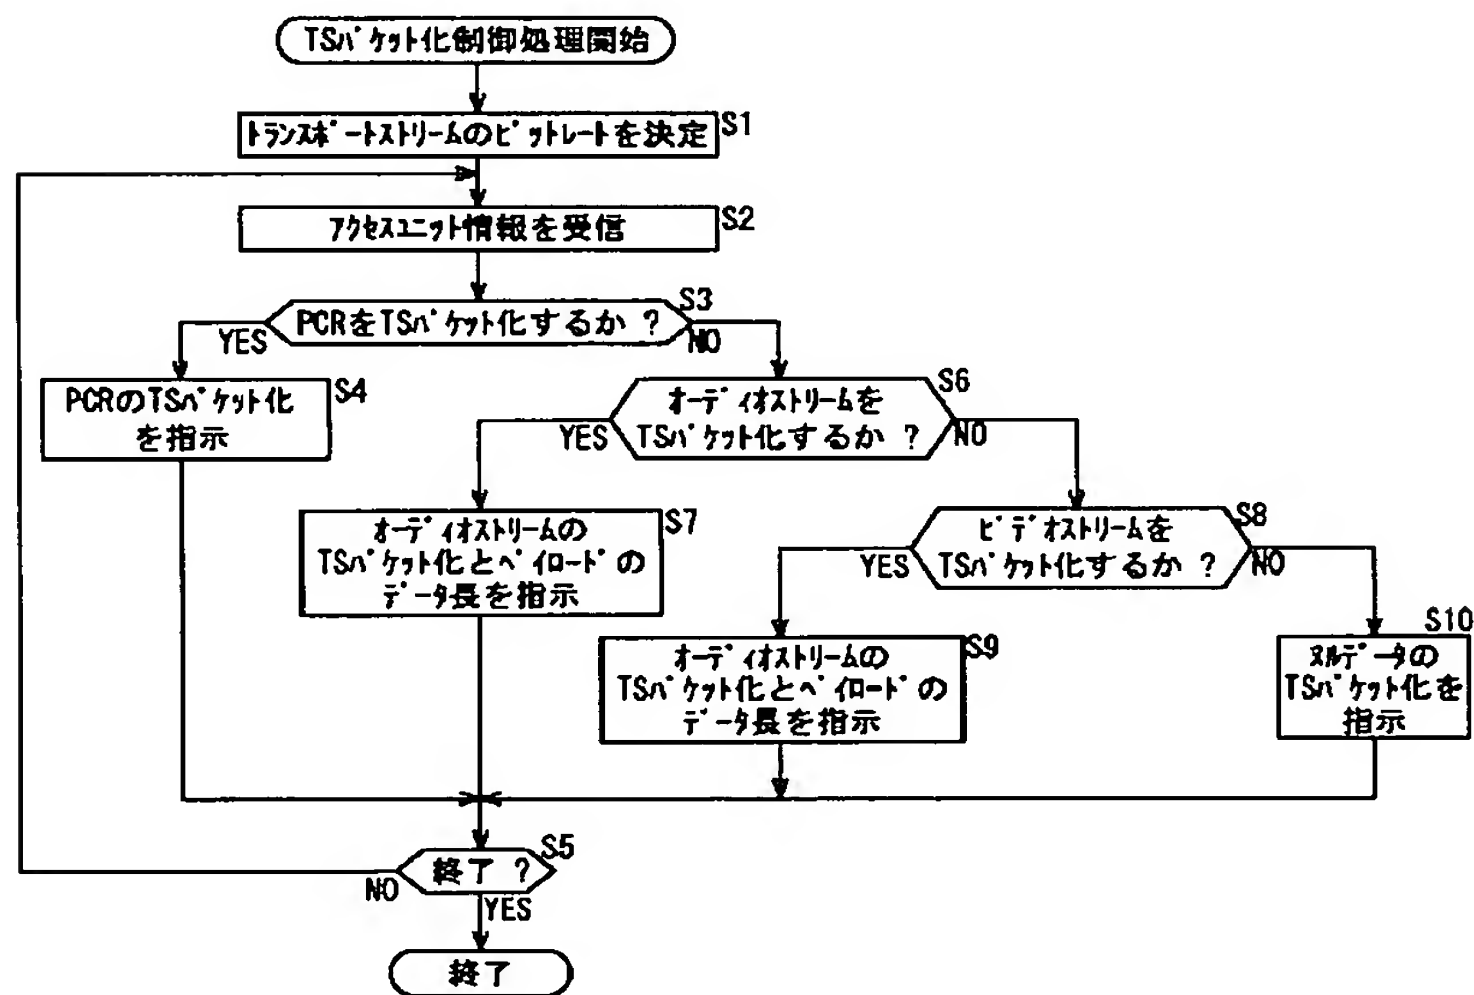 TSパケット化制御処理開始
トランスポートストリームのビットレートを決定
S1
アクセスユニット情報を受信
S2
PCRをTSパケット化するか ?
S3
YES
NO
PCRのTSパケット化
を指示
S4
オーディオストリームを
TSパケット化するか ?
S6
YES
NO
オーディオストリームの
TSパケット化とペイロードの
データ長を指示
S7
ビデオストリームを
TSパケット化するか ?
S8
YES
NO
オーディオストリームの
TSパケット化とペイロードの
データ長を指示
S9
ヌルデータの
TSパケット化を
指示
S10
終了 ?
S5
NO
YES
終了